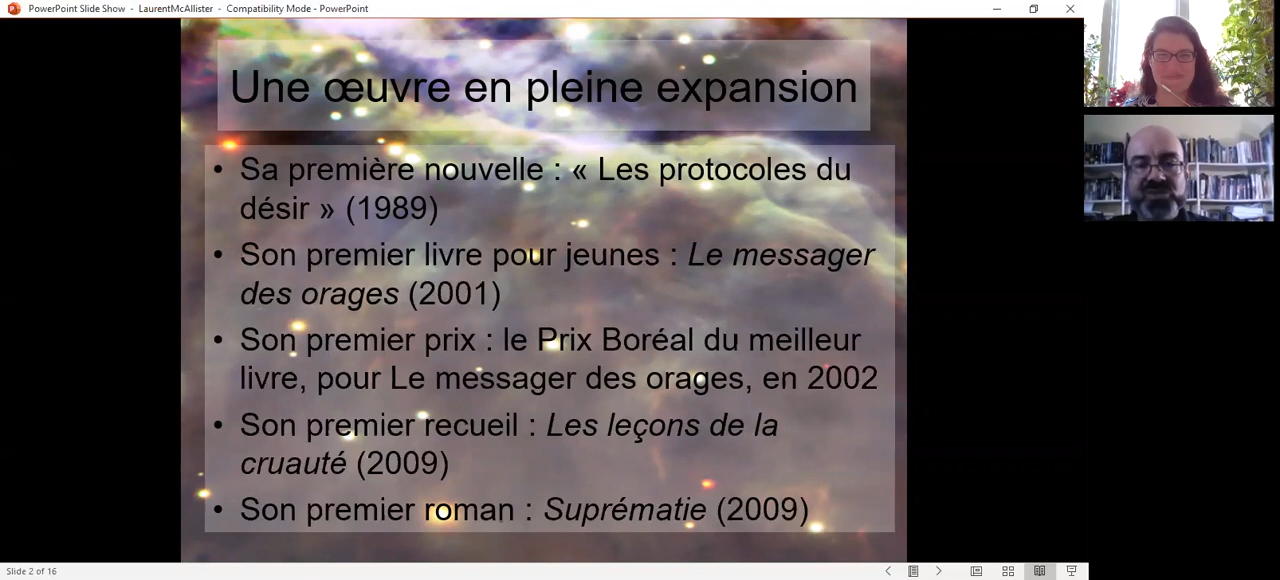 PowerPoint Slide Show - LaurentMcAllister - Compatibility Mode - PowerPoint
Une œuvre en pleine expansion
• Sa première nouvelle : « Les protocoles du
désir » (1989)
• Son premier livre pour jeunes : Le messager
des orages (2001)
• Son premier prix : le Prix Boréal du meilleur
livre, pour Le messager des orages, en 2002
• Son premier recueil : Les leçons de la
cruauté (2009)
• Son premier roman : Suprématie (2009)
Slide 2 of 16